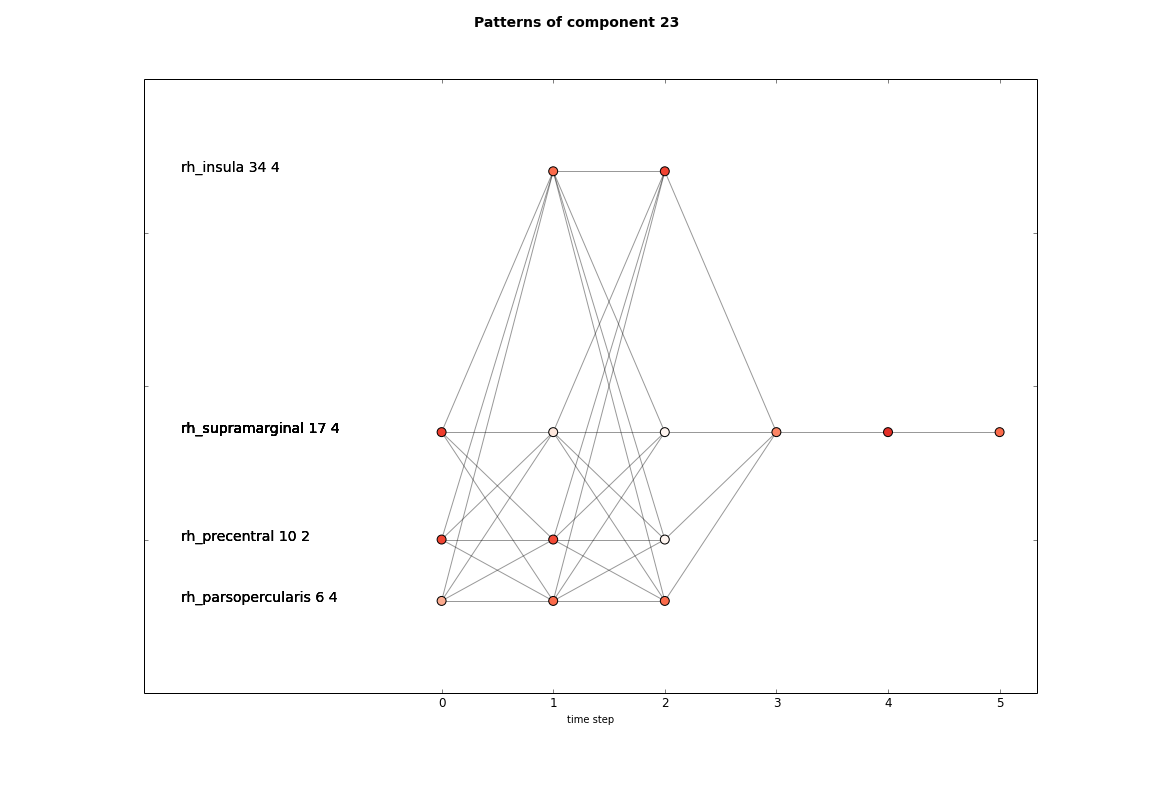 Patterns of component 23
rh_insula 34 4
rh_supramarginal 17 4
rh_precentral 10 2
rh_parsopercularis 6 4
0 1 2 3 4 5
time step